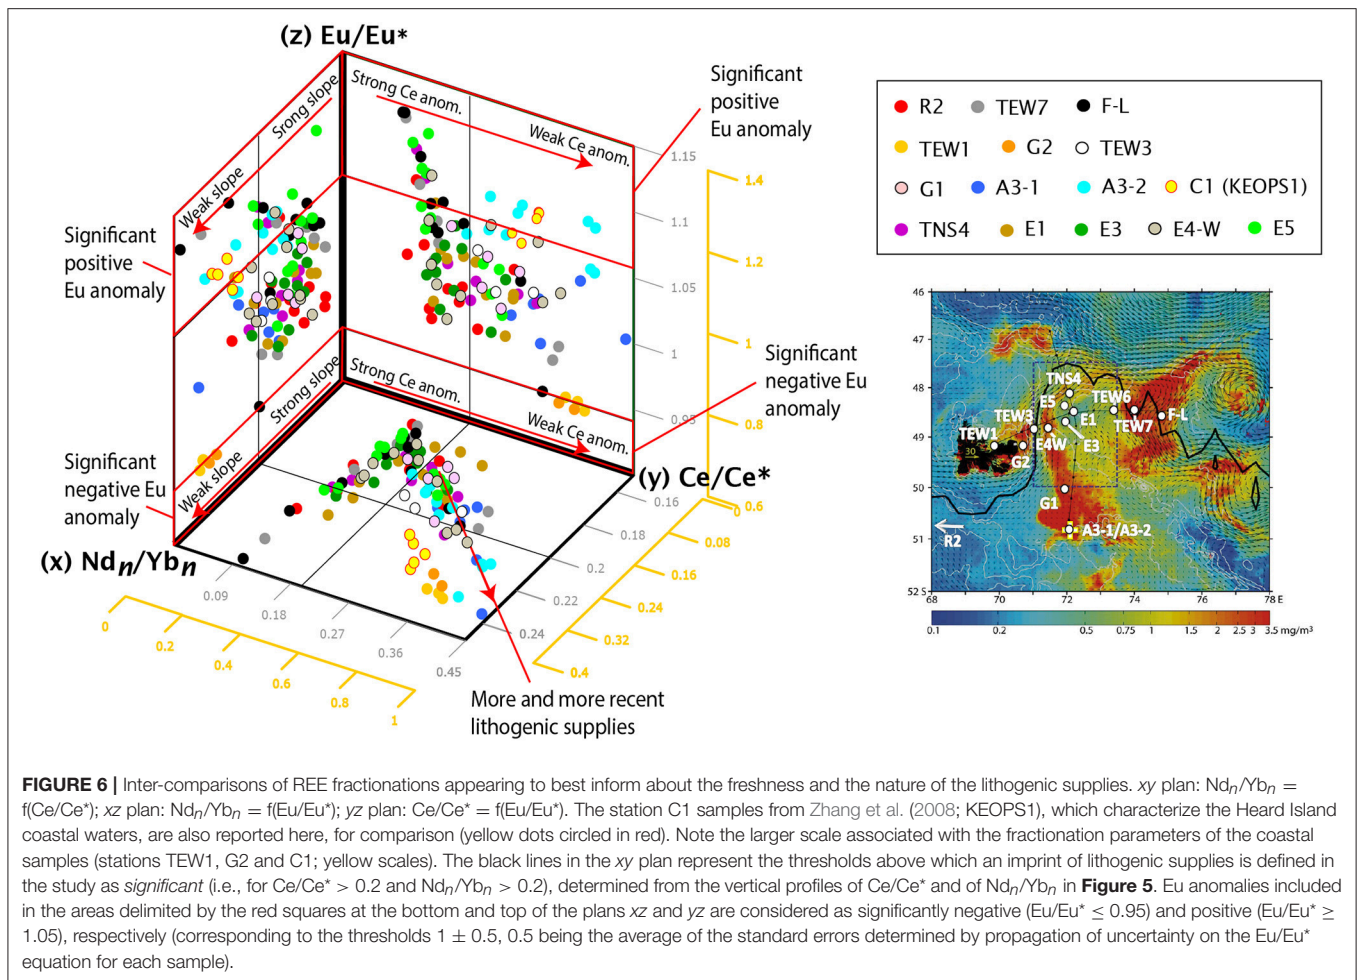 (z) Eu/Eu*
Strong slope
Weak slope
Strong Ce anom.
Weak Ce anom.
Significant
positive
Eu anomaly
1.15
1.1
1.05
1
0.95
1.4
1.2
1
0.8
0.6
Significant
positive
Eu anomaly
Significant
negative Eu
anomaly
Strong slope
Weak slope
Strong Ce anom.
Weak Ce anom.
Significant
negative Eu
anomaly
(y) Ce/Ce*
0.16
0.18
0.2
0.22
0.24
0
0.08
0.16
0.24
0.32
0.4
(x) Ndn/Ybn
0.09
0.18
0.27
0.36
0.45
0
0.2
0.4
0.6
0.8
1
More and more recent
lithogenic supplies
R2 TEW7 F-L
TEW1 G2 TEW3
G1 A3-1 A3-2 C1 (KEOPS1)
TNS4 E1 E3 E4-W E5
46
47
48
49
50
51
52 S
68 70 72 74 76 78 E
TNS4
E5
E1
TEW6
F-L
TEW7
TEW3
E4W
E3
TEW1
30
G2
G1
A3-1/A3-2
R2
0.1 0.2 0.5 0.75 1 1.5 2 2.5 3 3.5 mg/m³
FIGURE 6 | Inter-comparisons of REE fractionations appearing to best inform about the freshness and the nature of the lithogenic supplies. xy plan: Ndn/Ybn =
f(Ce/Ce*); xz plan: Ndn/Ybn = f(Eu/Eu*); yz plan: Ce/Ce* = f(Eu/Eu*). The station C1 samples from Zhang et al. (2008; KEOPS1), which characterize the Heard Island
coastal waters, are also reported here, for comparison (yellow dots circled in red). Note the larger scale associated with the fractionation parameters of the coastal
samples (stations TEW1, G2 and C1; yellow scales). The black lines in the xy plan represent the thresholds above which an imprint of lithogenic supplies is defined in
the study as significant (i.e., for Ce/Ce* > 0.2 and Ndn/Ybn > 0.2), determined from the vertical profiles of Ce/Ce* and of Ndn/Ybn in Figure 5. Eu anomalies included
in the areas delimited by the red squares at the bottom and top of the plans xz and yz are considered as significantly negative (Eu/Eu* ≤ 0.95) and positive (Eu/Eu* ≥
1.05), respectively (corresponding to the thresholds 1 ± 0.5, 0.5 being the average of the standard errors determined by propagation of uncertainty on the Eu/Eu*
equation for each sample).